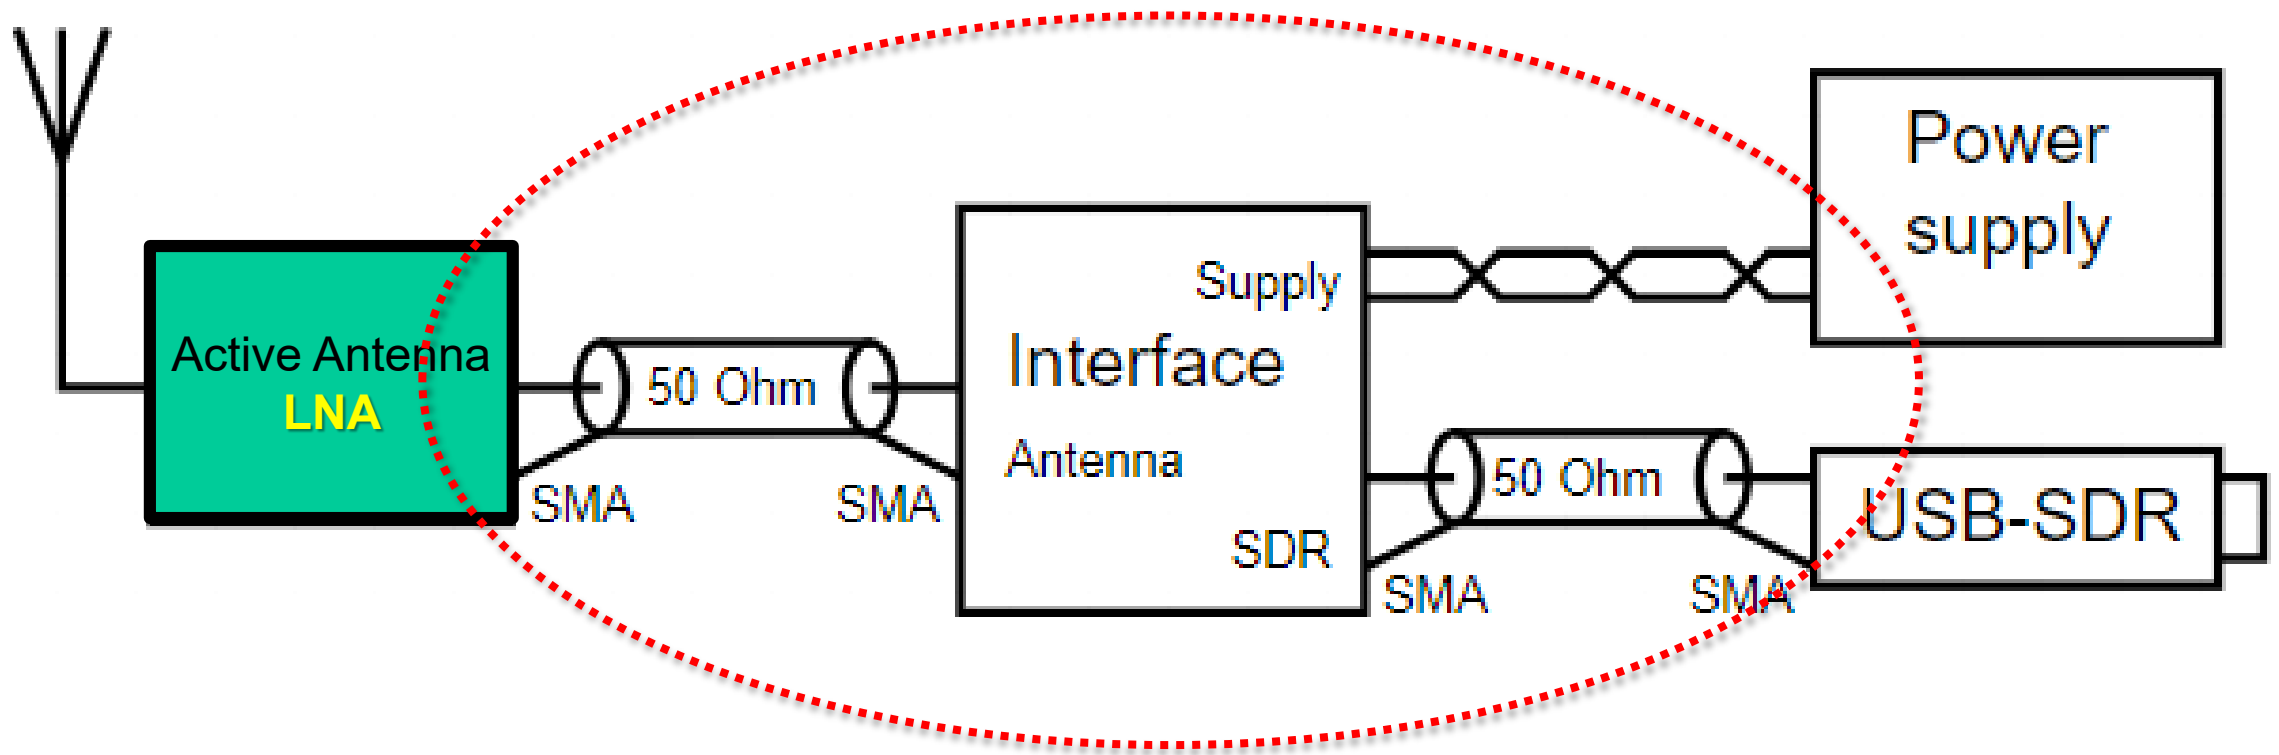 Power
supply
Supply
Active Antenna
LNA
50 Ohm
Interface
Antenna
SMA
SMA
SDR
50 Ohm
USB-SDR
SMA
SMA